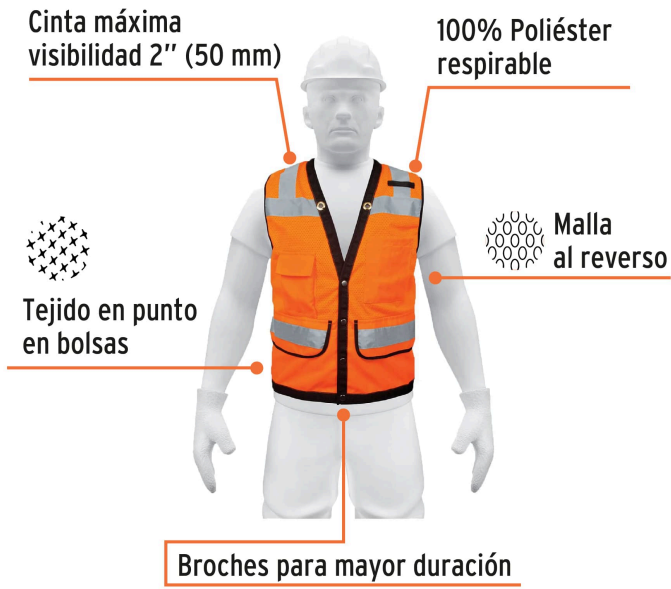 Cinta máxima
visibilidad 2” (50 mm)
100% Poliéster
respirable
Malla
al reverso
Tejido en punto
en bolsas
Broches para mayor duración